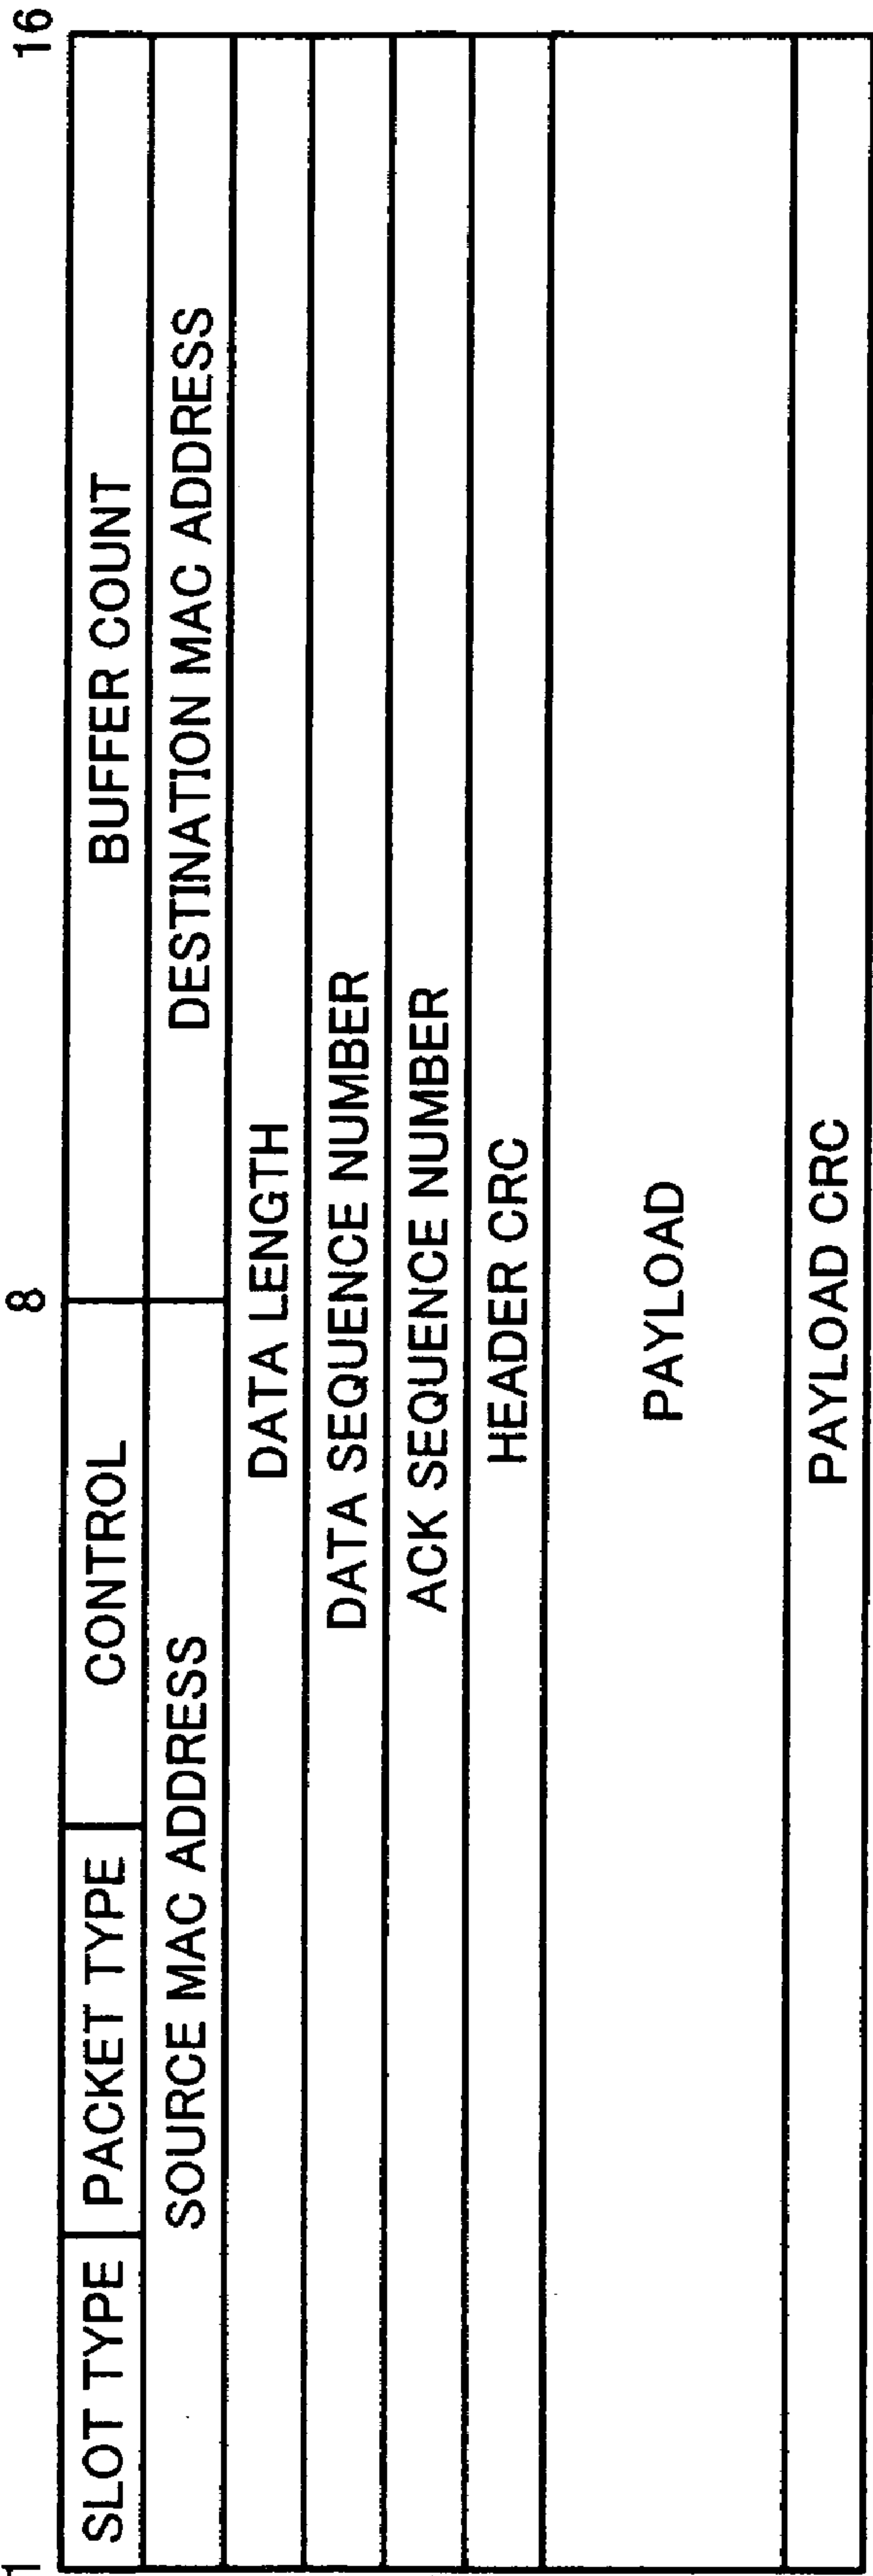 1 8 16
SLOT TYPE PACKET TYPE CONTROL BUFFER COUNT
SOURCE MAC ADDRESS DESTINATION MAC ADDRESS
DATA LENGTH
DATA SEQUENCE NUMBER
ACK SEQUENCE NUMBER
HEADER CRC
PAYLOAD
PAYLOAD CRC